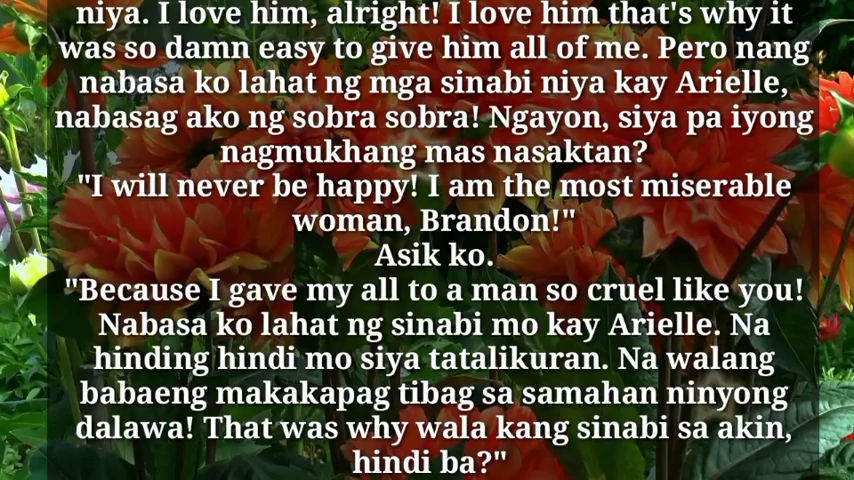 niya. I love him, alright! I love him that's why it
was so damn easy to give him all of me. Pero nang
nabasa ko lahat ng mga sinabi niya kay Arielle,
nabasag ako ng sobra sobra! Ngayon, siya pa iyong
nagmukhang mas nasaktan?
"I will never be happy! I am the most miserable
woman, Brandon!"
Asik ko.
"Because I gave my all to a man so cruel like you!
Nabasa ko lahat ng sinabi mo kay Arielle. Na
hinding hindi mo siya tatalikuran. Na walang
babaeng makakapag tibag sa samahan ninyong
dalawa! That was why wala kang sinabi sa akin,
hindi ba?"